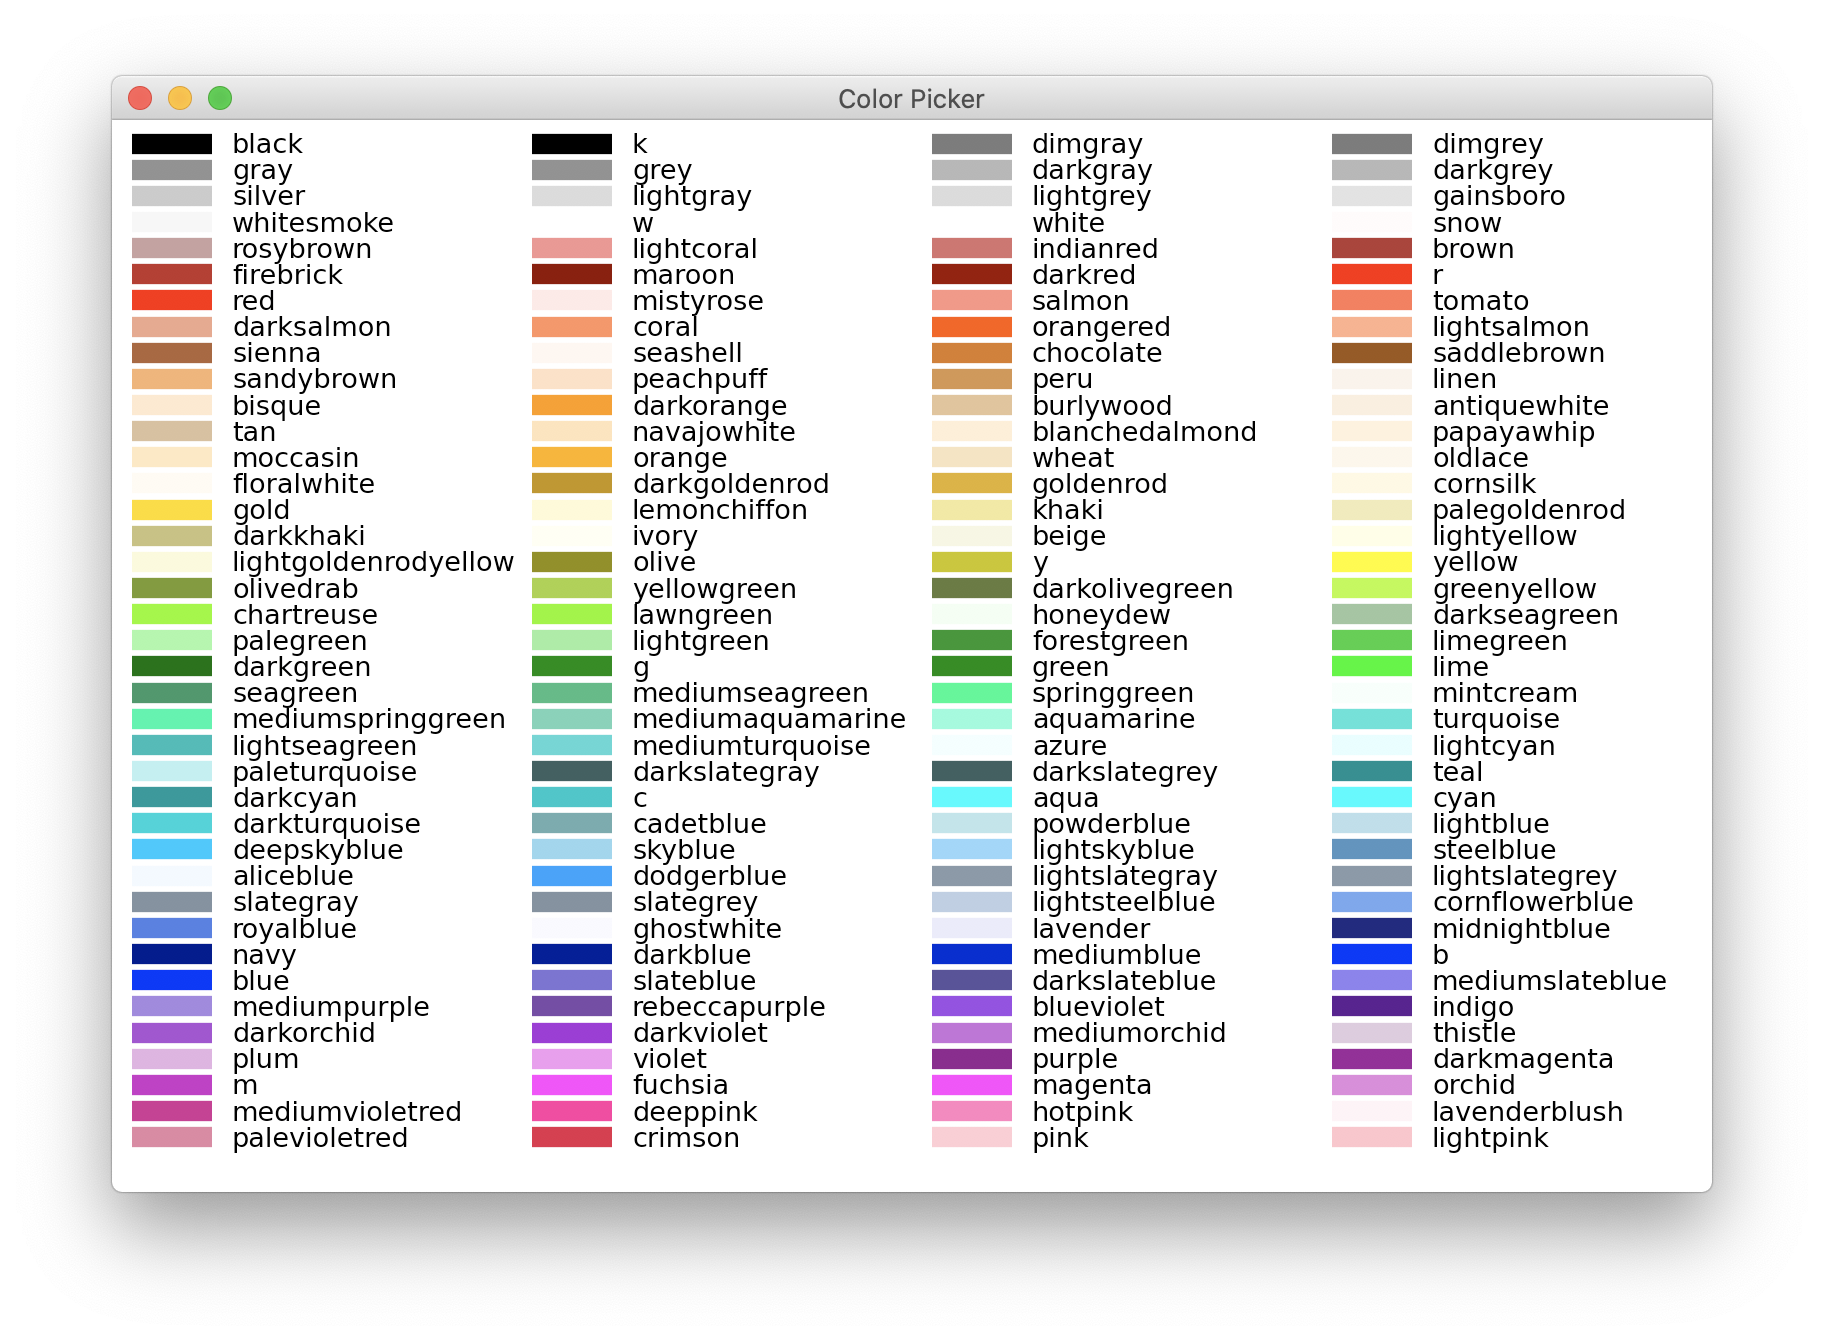 Color Picker
black k dimgray dimgrey
gray grey darkgray darkgrey
silver lightgray lightgrey gainsboro
whitesmoke w white snow
rosybrown lightcoral indianred brown
firebrick maroon darkred r
red mistyrose salmon tomato
darksalmon coral orangered lightsalmon
sienna seashell chocolate saddlebrown
sandybrown peachpuff peru linen
bisque darkorange burlywood antiquewhite
tan navajowhite blanchedalmond papayawhip
moccasin orange wheat oldlace
floralwhite darkgoldenrod goldenrod cornsilk
gold lemonchiffon khaki palegoldenrod
darkkhaki ivory beige lightyellow
lightgoldenrodyellow olive y yellow
olivedrab yellowgreen darkolivegreen greenyellow
chartreuse lawngreen honeydew darkseagreen
palegreen lightgreen forestgreen limegreen
darkgreen g green lime
seagreen mediumseagreen springgreen mintcream
mediumspringgreen mediumaquamarine aquamarine turquoise
lightseagreen mediumturquoise azure lightcyan
paleturquoise darkslategray darkslategrey teal
darkcyan c aqua cyan
darkturquoise cadetblue powderblue lightblue
deepskyblue skyblue lightskyblue steelblue
aliceblue dodgerblue lightslategray lightslategrey
slategray slategrey lightsteelblue cornflowerblue
royalblue ghostwhite lavender midnightblue
navy darkblue mediumblue b
blue slateblue darkslateblue mediumslateblue
mediumpurple rebeccapurple blueviolet indigo
darkorchid darkviolet mediumorchid thistle
plum violet purple darkmagenta
m fuchsia magenta orchid
mediumvioletred deeppink hotpink lavenderblush
palevioletred crimson pink lightpink